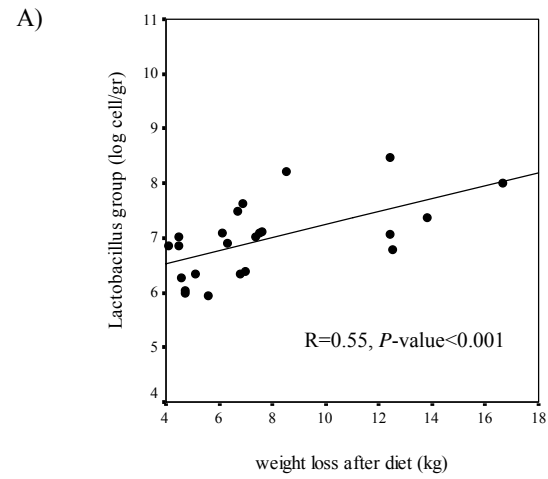 A)
11
10
9
8
7
6
5
4
Lactobacillus group (log cell/gr)
R=0.55, P-value<0.001
4 6 8 10 12 14 16 18
weight loss after diet (kg)